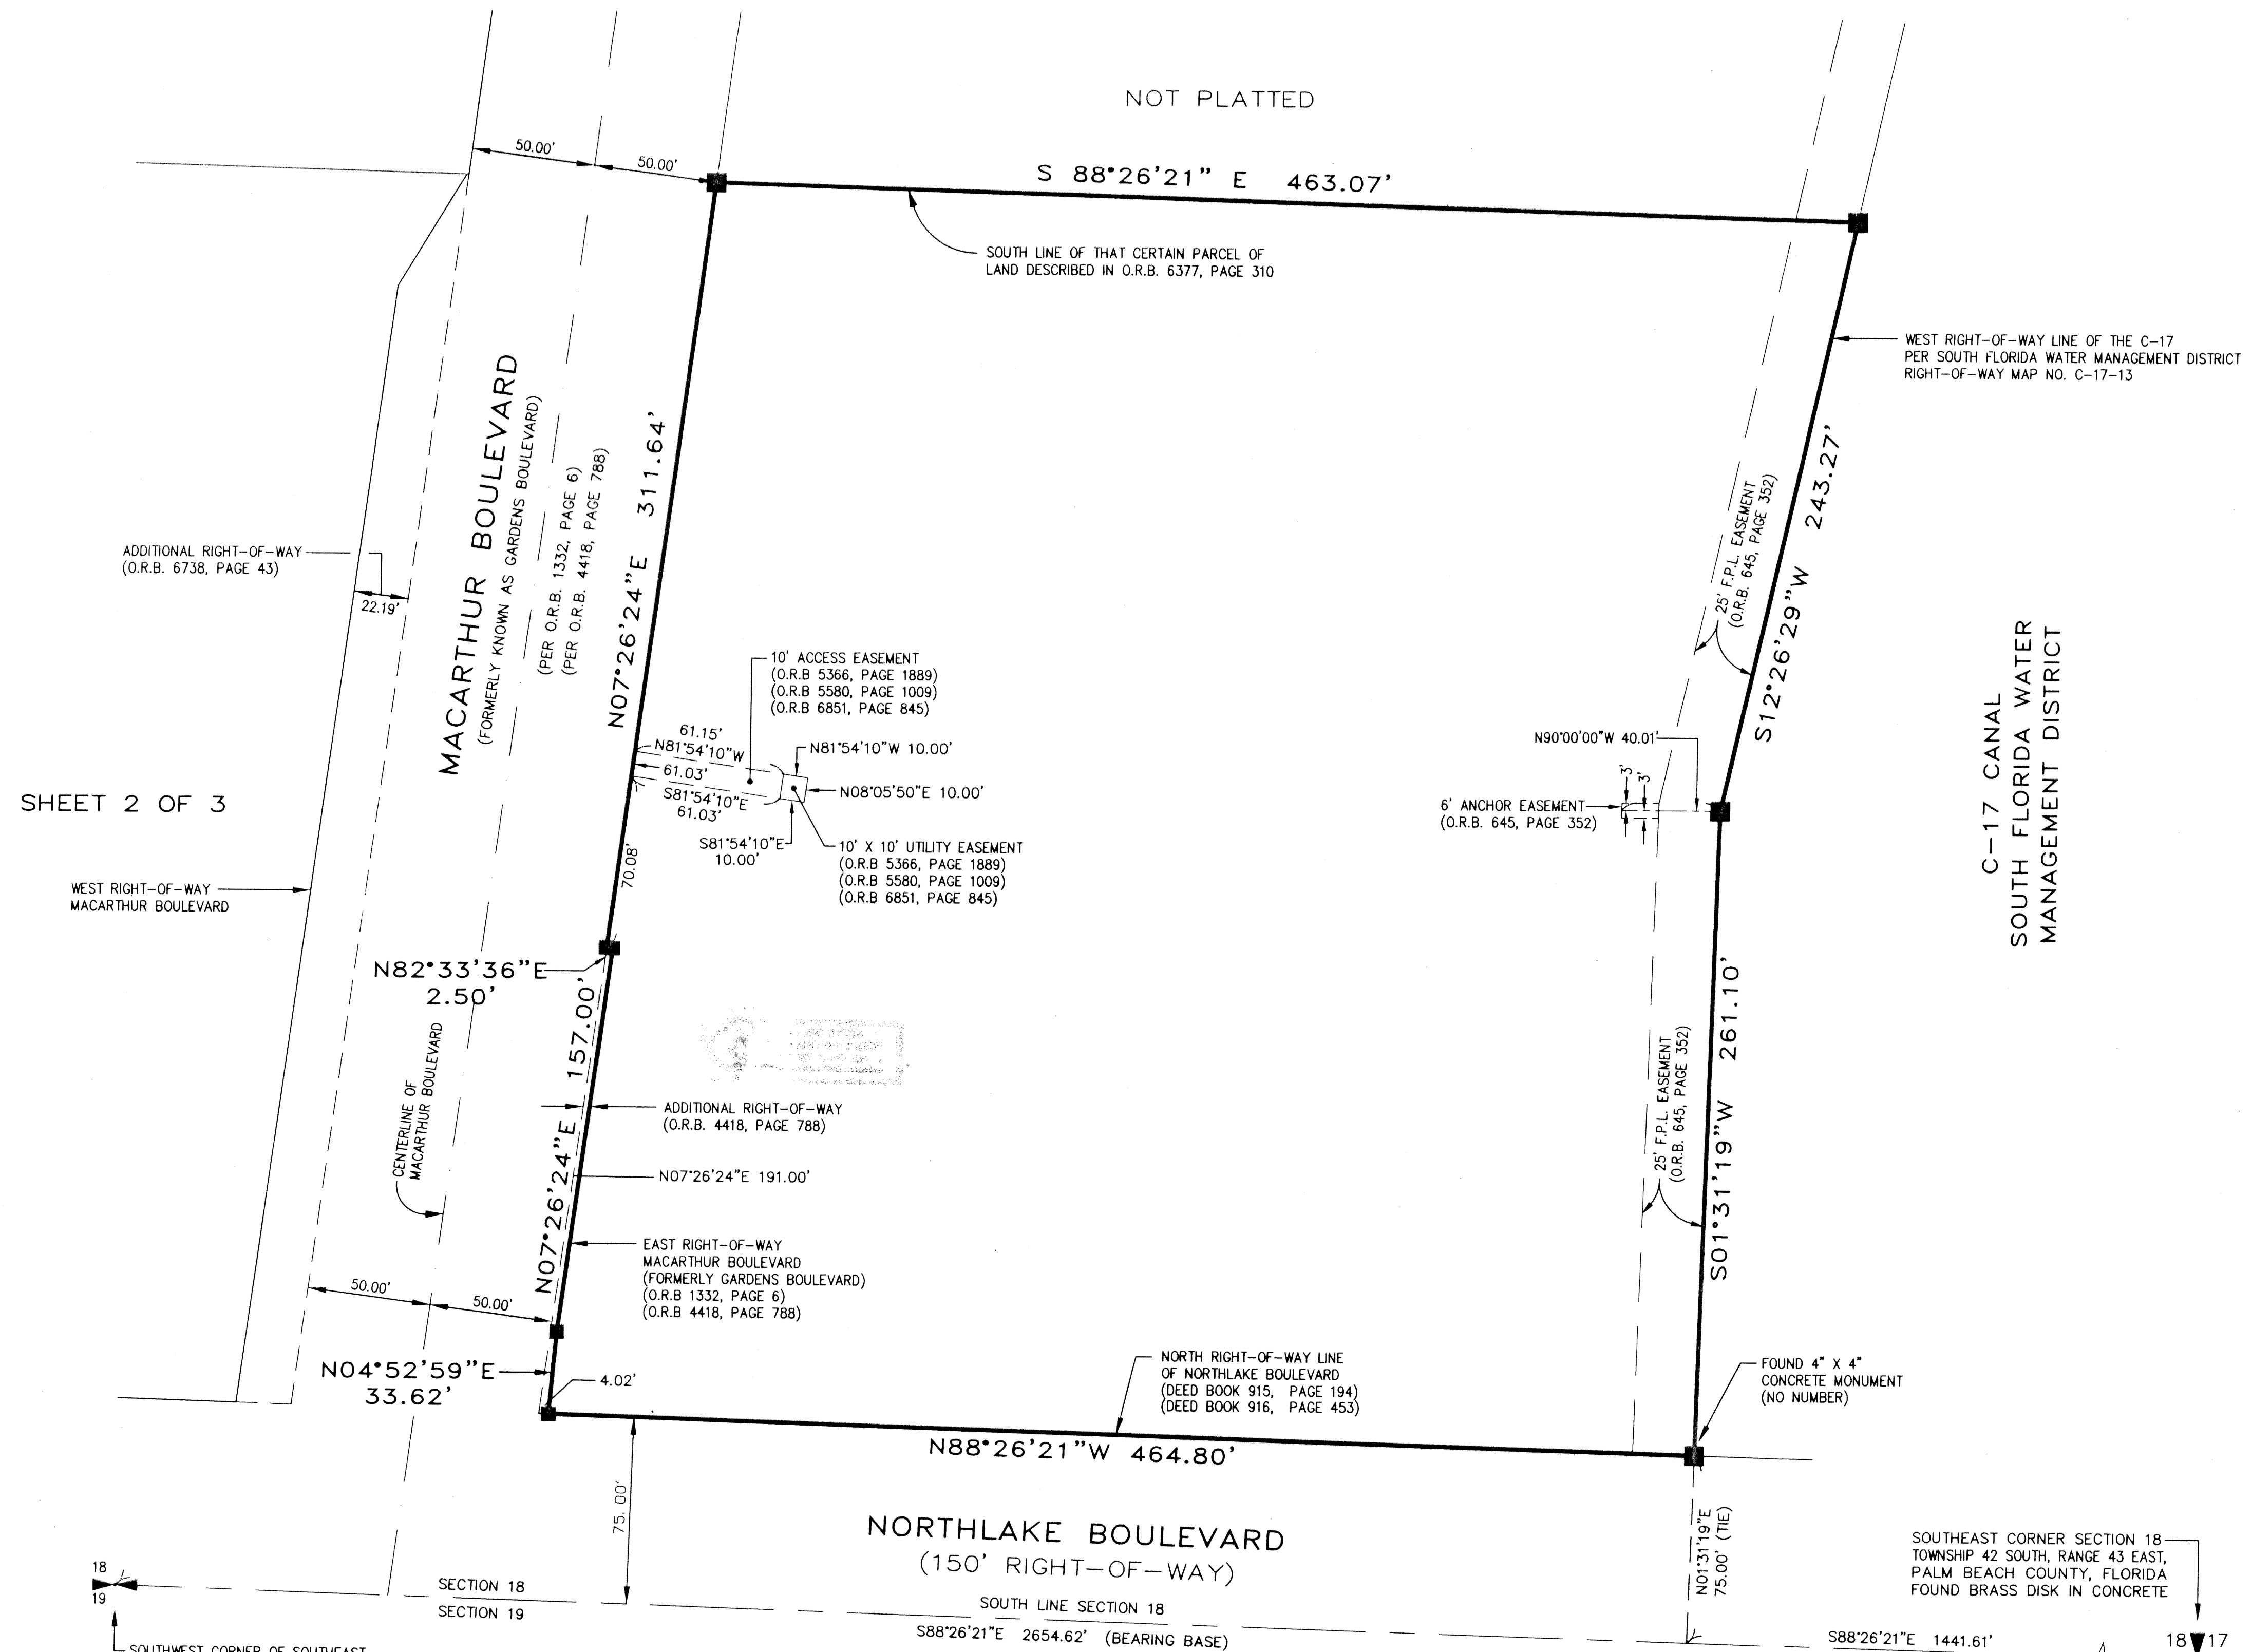 NOT PLATTED
50.00'
50.00'
S 88°26'21" E 463.07'
SOUTH LINE OF THAT CERTAIN PARCEL OF
LAND DESCRIBED IN O.R.B. 6377, PAGE 310
WEST RIGHT-OF-WAY LINE OF THE C-17
PER SOUTH FLORIDA WATER MANAGEMENT DISTRICT
RIGHT-OF-WAY MAP NO. C-17-13
MACARTHUR BOULEVARD
(FORMERLY KNOWN AS GARDENS BOULEVARD)
(PER O.R.B. 1332, PAGE 6)
(PER O.R.B. 4418, PAGE 788)
N07°26'24"E 311.64'
25' F.P.L. EASEMENT
(O.R.B. 645, PAGE 352)
S12°26'29"W 243.27'
ADDITIONAL RIGHT-OF-WAY
(O.R.B. 6738, PAGE 43)
22.19'
10' ACCESS EASEMENT
(O.R.B 5366, PAGE 1889)
(O.R.B 5580, PAGE 1009)
(O.R.B 6851, PAGE 845)
61.15'
N81°54'10"W
61.03'
S81°54'10"E
61.03'
N81°54'10"W 10.00'
N08°05'50"E 10.00'
S81°54'10"E
10.00'
10' X 10' UTILITY EASEMENT
(O.R.B 5366, PAGE 1889)
(O.R.B 5580, PAGE 1009)
(O.R.B 6851, PAGE 845)
70.08'
N90°00'00"W 40.01'
3'
3'
6' ANCHOR EASEMENT
(O.R.B. 645, PAGE 352)
C-17 CANAL
SOUTH FLORIDA WATER
MANAGEMENT DISTRICT
SHEET 2 OF 3
WEST RIGHT-OF-WAY
MACARTHUR BOULEVARD
N82°33'36"E
2.50'
N07°26'24"E 157.00'
CENTERLINE OF
MACARTHUR BOULEVARD
ADDITIONAL RIGHT-OF-WAY
(O.R.B. 4418, PAGE 788)
N07°26'24"E 191.00'
EAST RIGHT-OF-WAY
MACARTHUR BOULEVARD
(FORMERLY GARDENS BOULEVARD)
(O.R.B 1332, PAGE 6)
(O.R.B 4418, PAGE 788)
25' F.P.L. EASEMENT
(O.R.B. 645, PAGE 352)
S01°31'19"W 261.10'
50.00'
50.00'
N04°52'59"E
33.62'
4.02'
NORTH RIGHT-OF-WAY LINE
OF NORTHLAKE BOULEVARD
(DEED BOOK 915, PAGE 194)
(DEED BOOK 916, PAGE 453)
FOUND 4" X 4"
CONCRETE MONUMENT
(NO NUMBER)
N88°26'21"W 464.80'
75.00'
NORTHLAKE BOULEVARD
(150' RIGHT-OF-WAY)
N01°31'19"E
75.00' (TIE)
SOUTHEAST CORNER SECTION 18
TOWNSHIP 42 SOUTH, RANGE 43 EAST,
PALM BEACH COUNTY, FLORIDA
FOUND BRASS DISK IN CONCRETE
18
19
SECTION 18
SECTION 19
SOUTH LINE SECTION 18
S88°26'21"E 2654.62' (BEARING BASE)
S88°26'21"E 1441.61'
18 17
SOUTHWEST CORNER OF SOUTHEAST